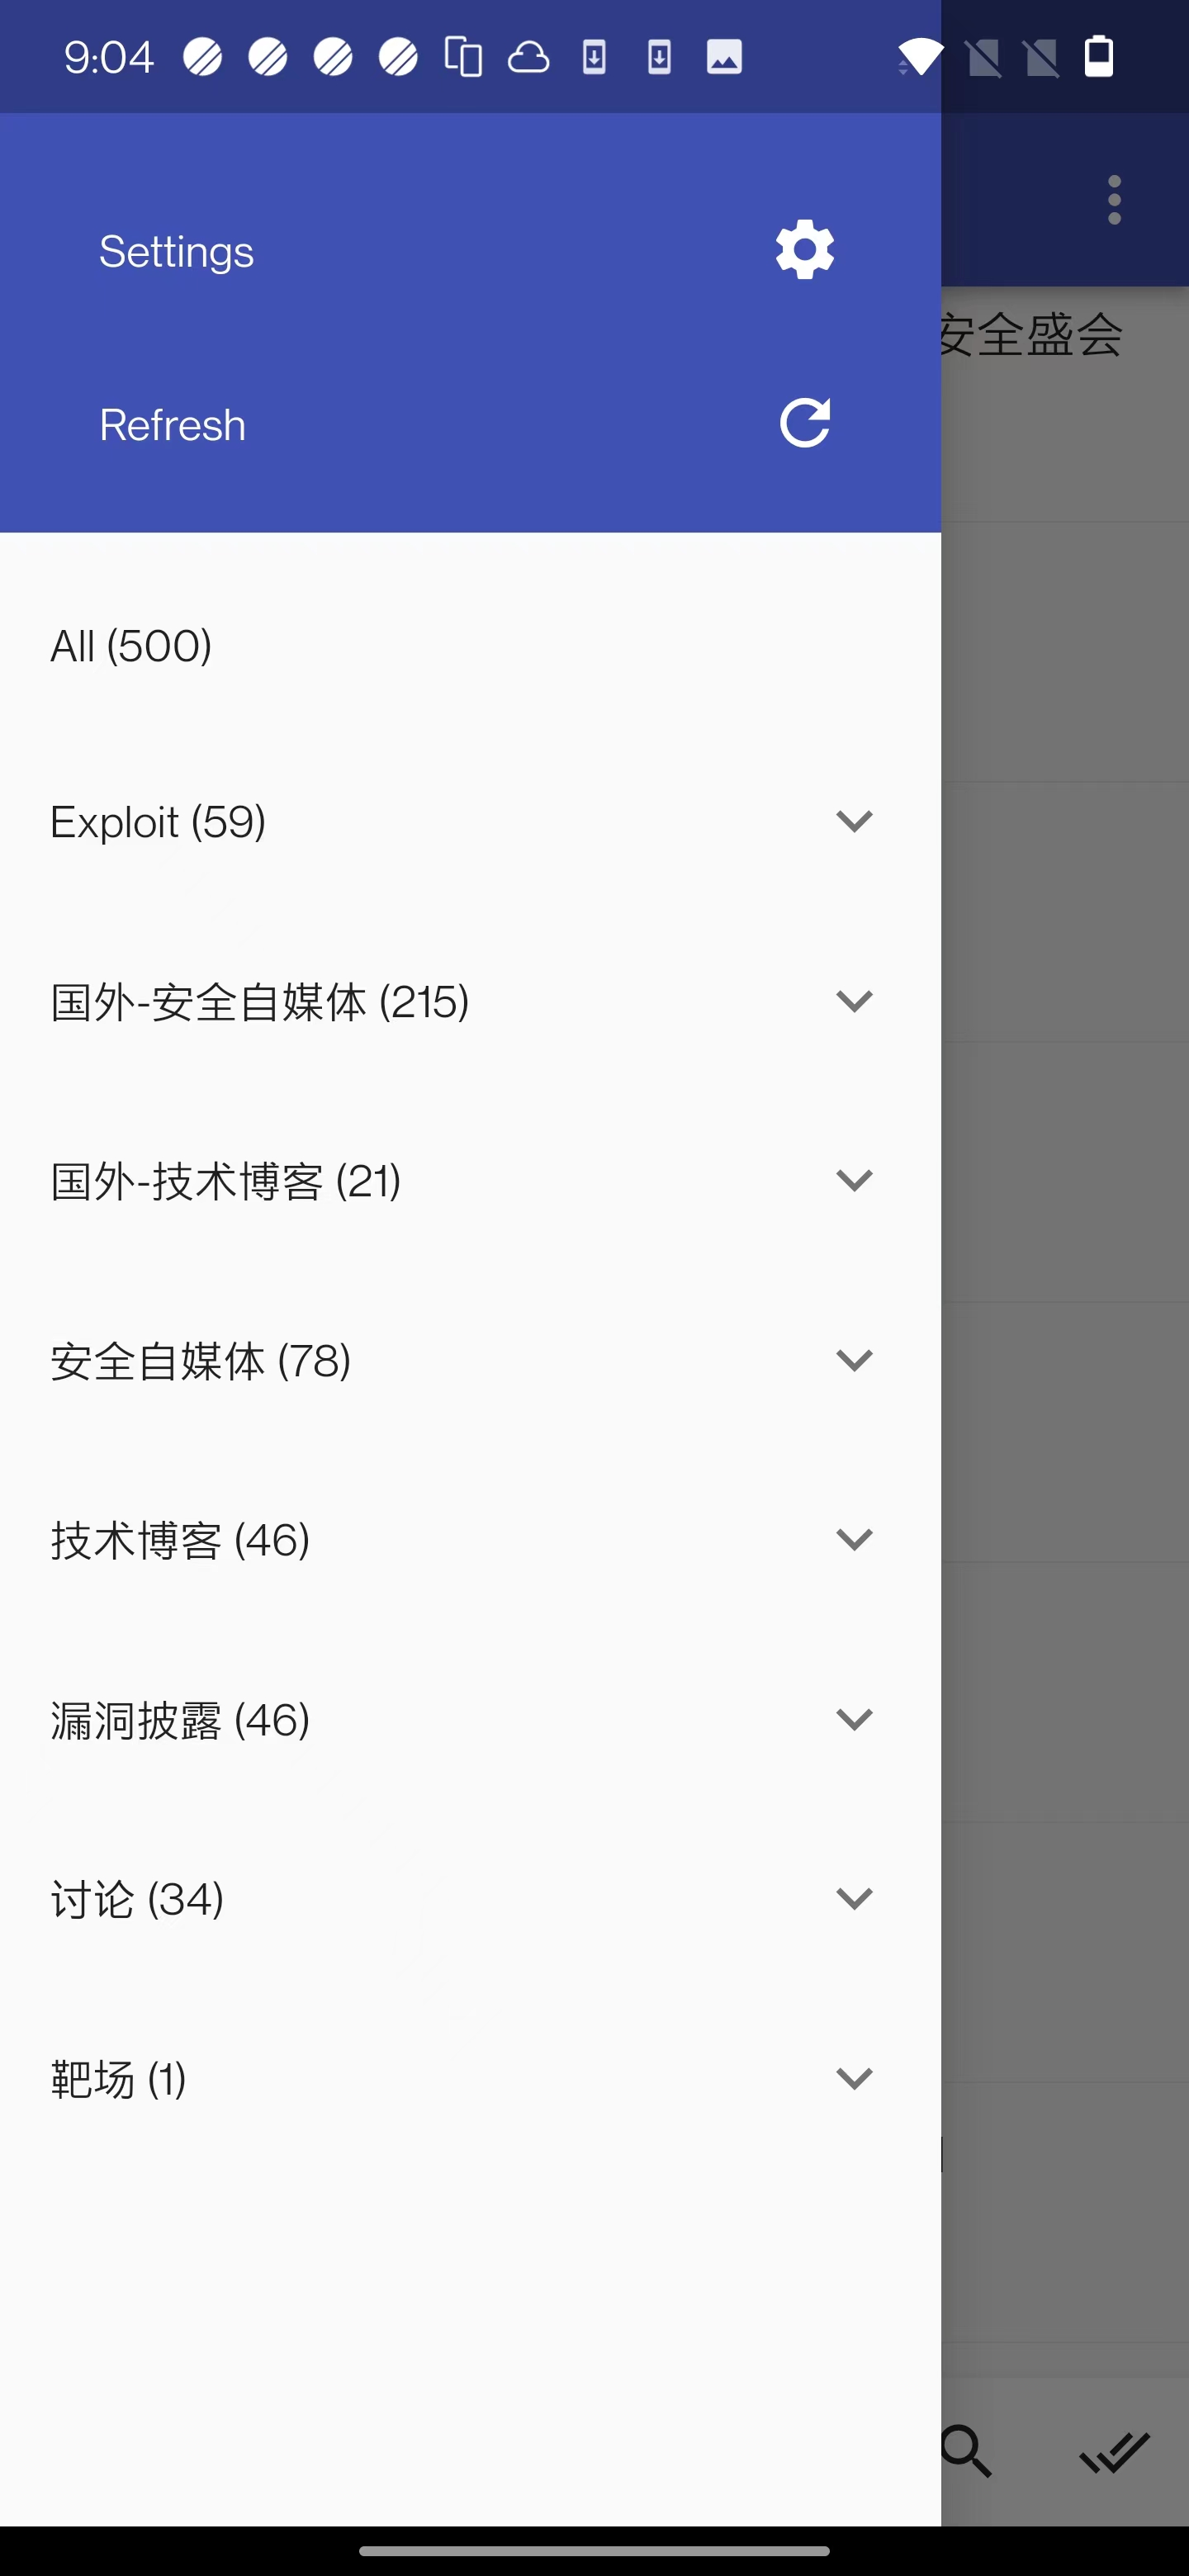 9:04
Settings
Refresh
安全盛会
All (500)
Exploit (59)
国外-安全自媒体 (215)
国外-技术博客 (21)
安全自媒体 (78)
技术博客 (46)
漏洞披露 (46)
讨论 (34)
靶场 (1)